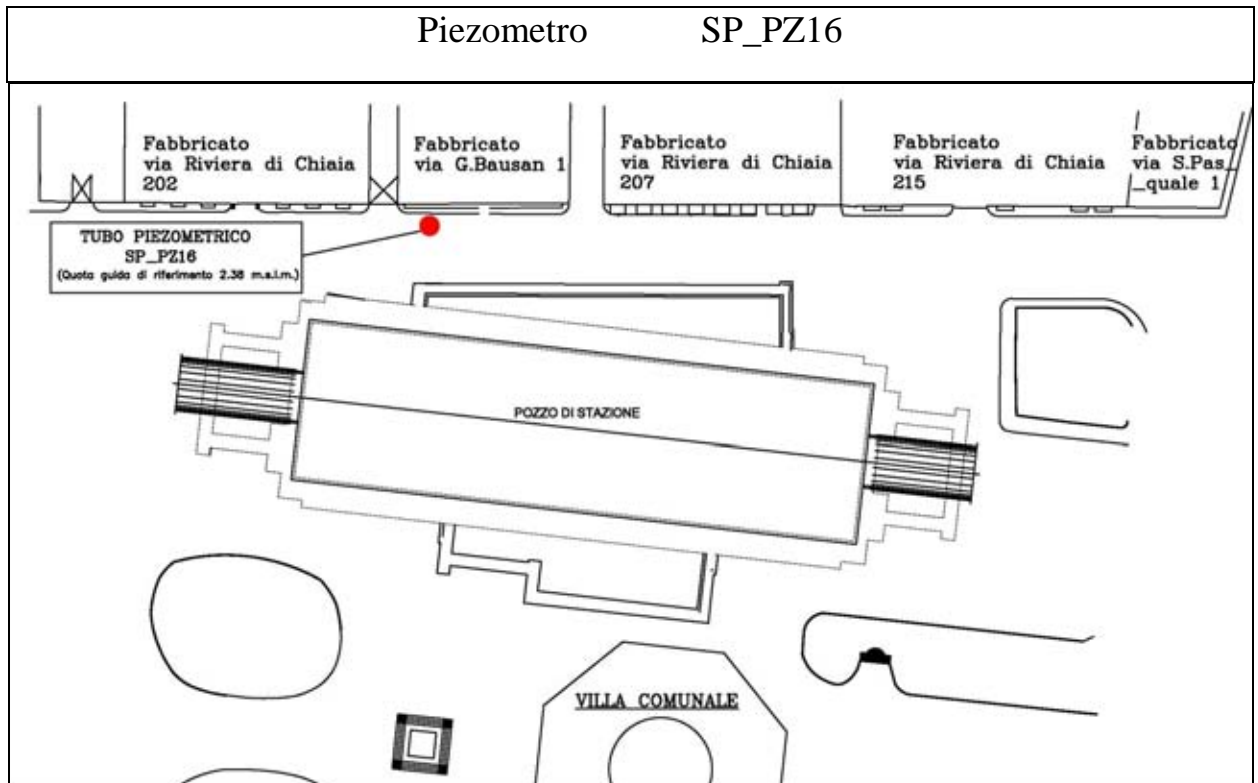 Piezometro SP_PZ16
Fabbricato
via Riviera di Chiaia
202
Fabbricato
via G.Bausan 1
Fabbricato
via Riviera di Chiaia
207
Fabbricato
via Riviera di Chiaia
215
Fabbricato
via S.Pas_
_quale 1
TUBO PIEZOMETRICO
SP_PZ16
(Quota guida di riferimento 2.38 m.s.l.m.)
POZZO DI STAZIONE
VILLA COMUNALE